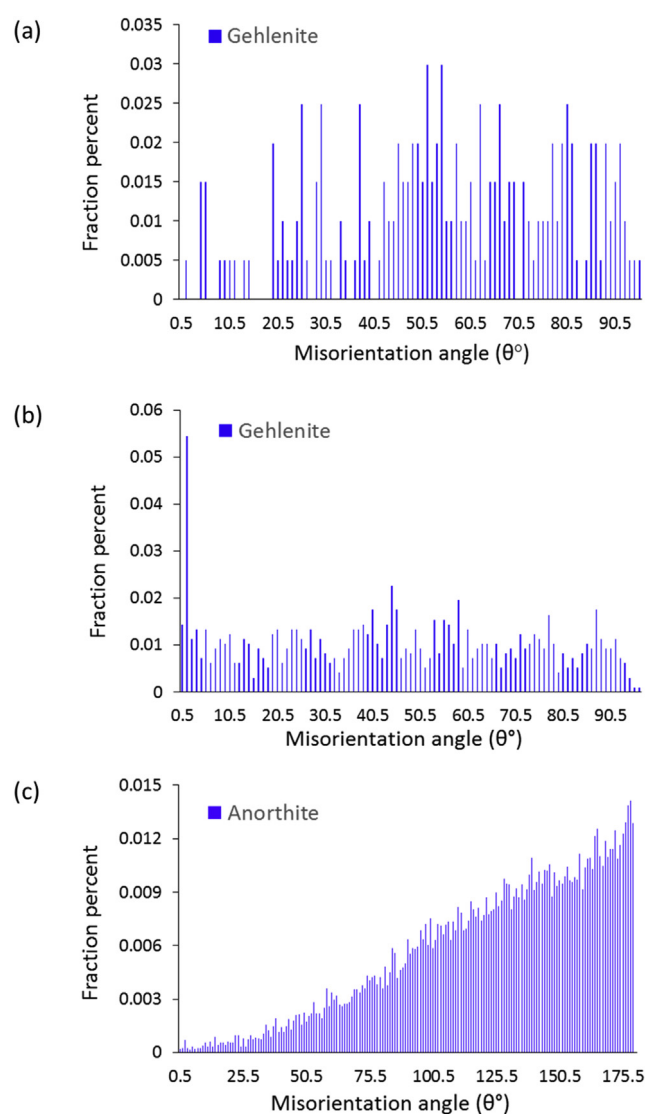 (a)
Gehlenite
0.035
0.03
0.025
0.02
0.015
0.01
0.005
0
Fraction percent
0.5 10.5 20.5 30.5 40.5 50.5 60.5 70.5 80.5 90.5
Misorientation angle (θ°)
(b)
Gehlenite
0.06
0.05
0.04
0.03
0.02
0.01
0
Fraction percent
0.5 10.5 20.5 30.5 40.5 50.5 60.5 70.5 80.5 90.5
Misorientation angle (θ°)
(c)
Anorthite
0.015
0.012
0.009
0.006
0.003
0
Fraction percent
0.5 25.5 50.5 75.5 100.5 125.5 150.5 175.5
Misorientation angle (θ°)